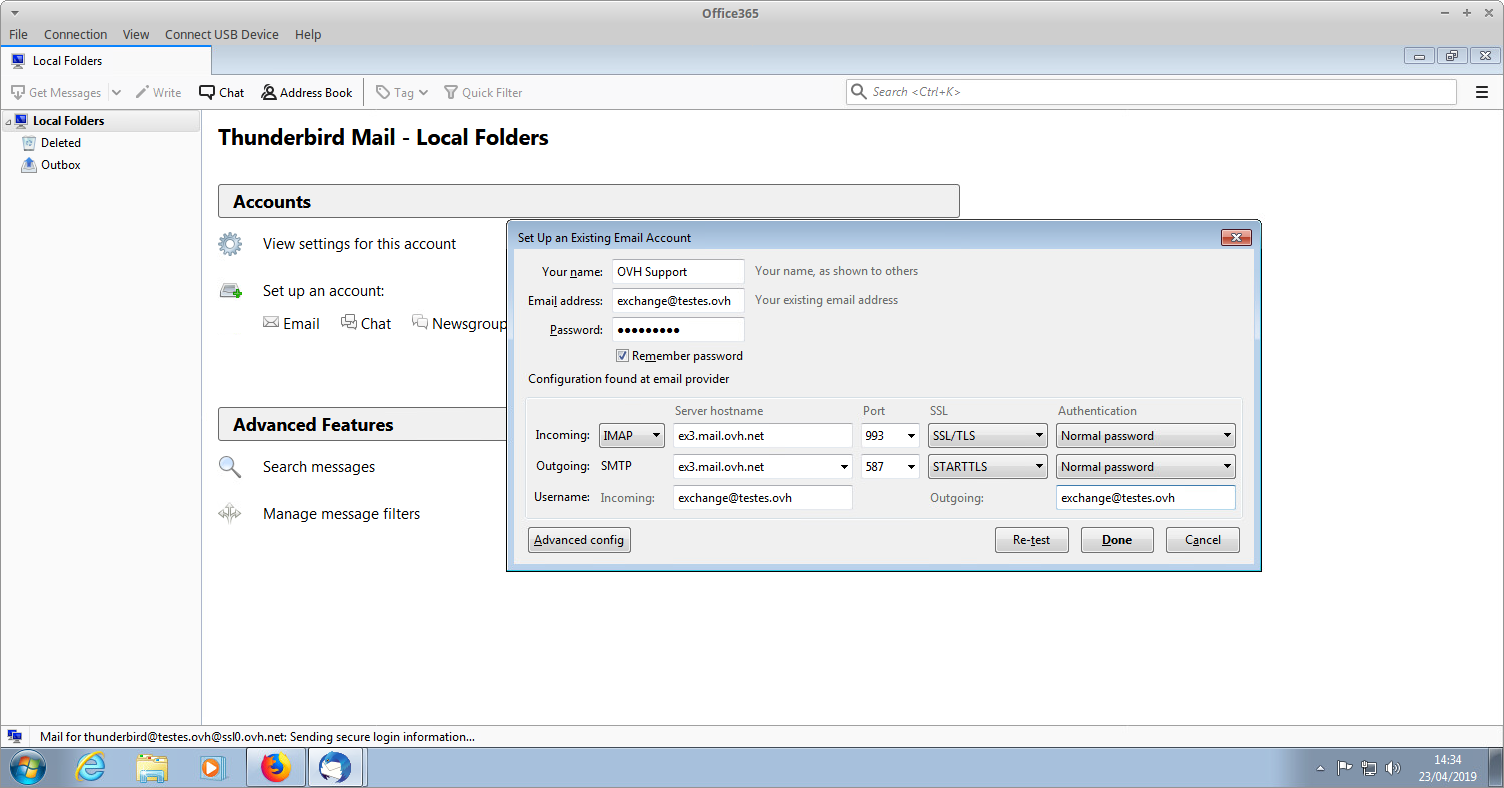 Office365
File Connection View Connect USB Device Help
Local Folders
Get Messages Write Chat Address Book Tag Quick Filter Search <Ctrl+K>
Local Folders
Deleted
Outbox
Thunderbird Mail - Local Folders
Accounts
View settings for this account
Set up an account:
Email Chat Newsgroup
Advanced Features
Search messages
Manage message filters
Set Up an Existing Email Account
Your name: OVH Support Your name, as shown to others
Email address: exchange@testes.ovh Your existing email address
Password: ●●●●●●●●●
Remember password
Configuration found at email provider
Server hostname Port SSL Authentication
Incoming: IMAP ex3.mail.ovh.net 993 SSL/TLS Normal password
Outgoing: SMTP ex3.mail.ovh.net 587 STARTTLS Normal password
Username: Incoming: exchange@testes.ovh Outgoing: exchange@testes.ovh
Advanced config Re-test Done Cancel
Mail for thunderbird@testes.ovh@ssl0.ovh.net: Sending secure login information...
14:34
23/04/2019